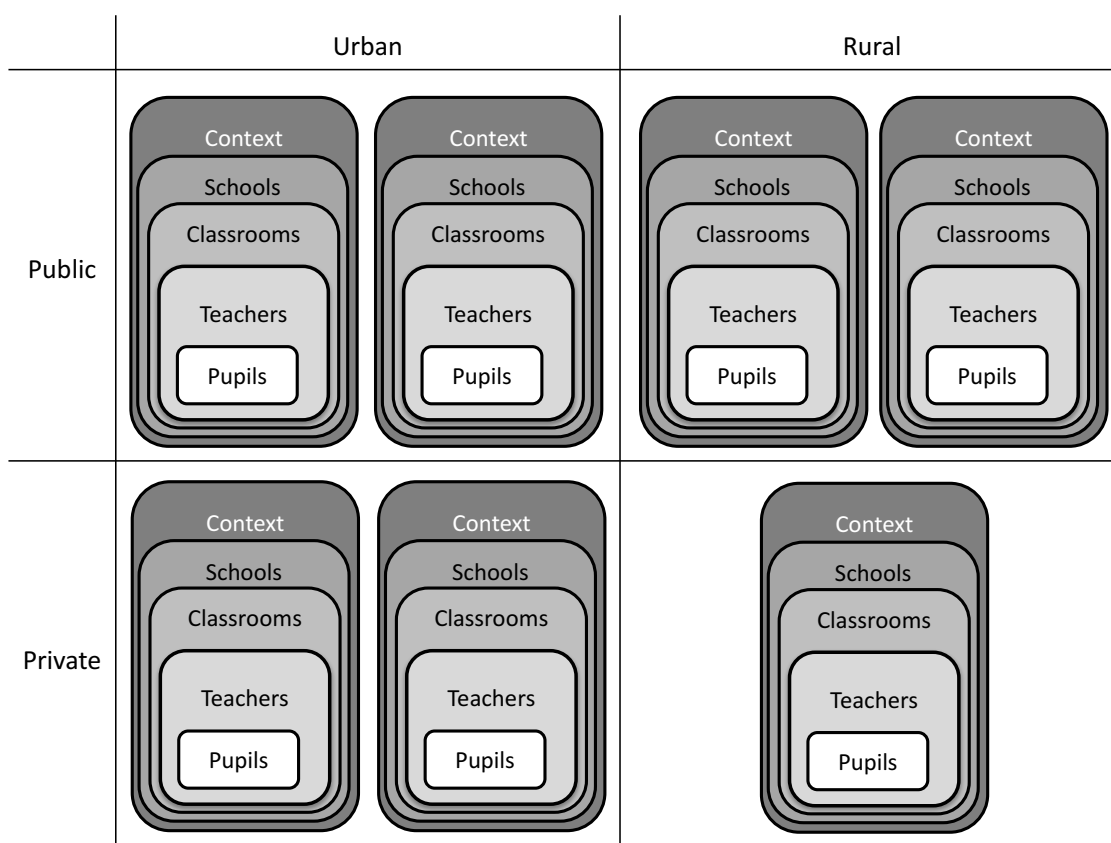 Urban Rural
Public
Context Context Context Context
Schools Schools Schools Schools
Classrooms Classrooms Classrooms Classrooms
Teachers Teachers Teachers Teachers
Pupils Pupils Pupils Pupils
Private
Context Context Context
Schools Schools Schools
Classrooms Classrooms Classrooms
Teachers Teachers Teachers
Pupils Pupils Pupils